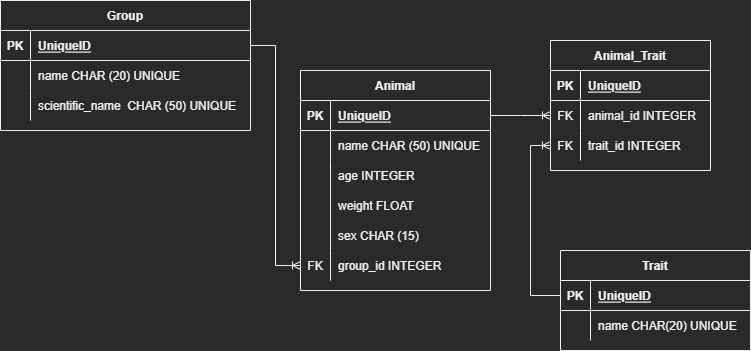 Group
PK UniqueID
name CHAR (20) UNIQUE
scientific_name CHAR (50) UNIQUE
Animal
PK UniqueID
name CHAR (50) UNIQUE
age INTEGER
weight FLOAT
sex CHAR (15)
FK group_id INTEGER
Animal_Trait
PK UniqueID
FK animal_id INTEGER
FK trait_id INTEGER
Trait
PK UniqueID
name CHAR(20) UNIQUE